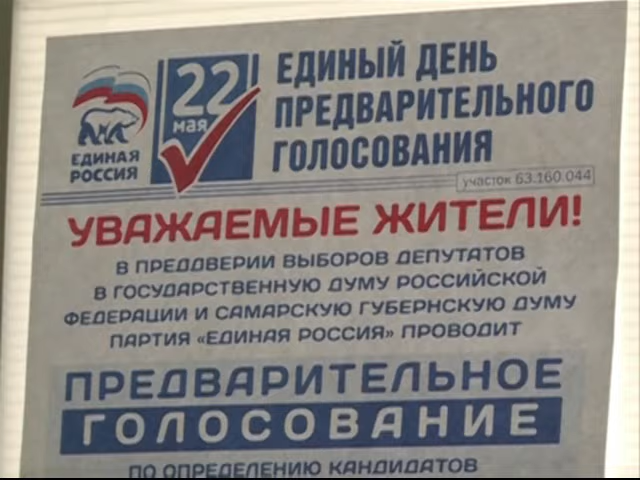 ЕДИНАЯ
РОССИЯ
22
мая
ЕДИНЫЙ ДЕНЬ
ПРЕДВАРИТЕЛЬНОГО
ГОЛОСОВАНИЯ
участок 63.160.044
УВАЖАЕМЫЕ ЖИТЕЛИ!
В ПРЕДДВЕРИИ ВЫБОРОВ ДЕПУТАТОВ
В ГОСУДАРСТВЕННУЮ ДУМУ РОССИЙСКОЙ
ФЕДЕРАЦИИ И САМАРСКУЮ ГУБЕРНСКУЮ ДУМУ
ПАРТИЯ «ЕДИНАЯ РОССИЯ» ПРОВОДИТ
ПРЕДВАРИТЕЛЬНОЕ
ГОЛОСОВАНИЕ
ПО ОПРЕДЕЛЕНИЮ КАНДИДАТОВ